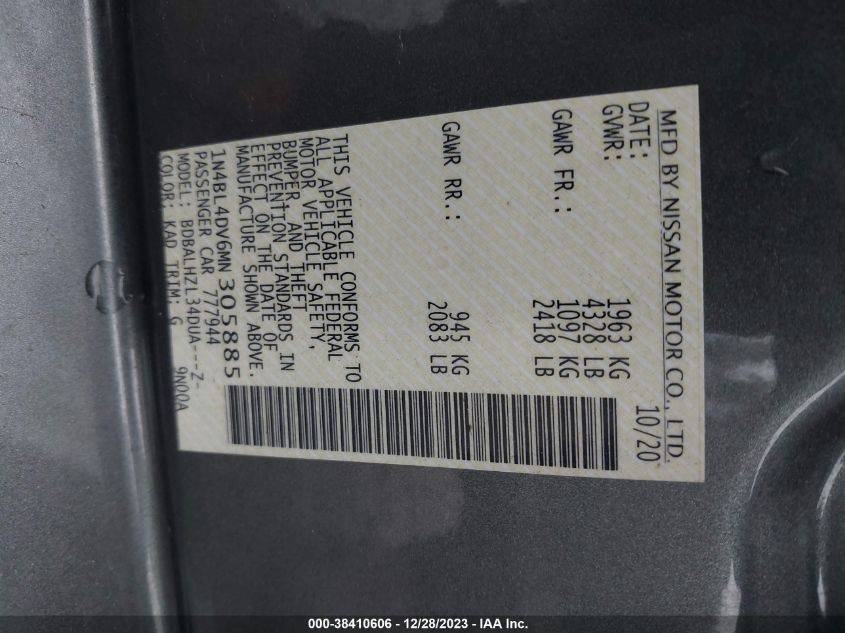 MFD BY NISSAN MOTOR CO., LTD.
DATE: 10/20
GVWR: 1963 KG
4328 LB
GAWR FR.: 1097 KG
2418 LB
GAWR RR.: 945 KG
2083 LB
THIS VEHICLE CONFORMS TO
ALL APPLICABLE FEDERAL
MOTOR VEHICLE SAFETY,
BUMPER AND THEFT
PREVENTION STANDARDS IN
EFFECT ON THE DATE OF
MANUFACTURE SHOWN ABOVE.
1N4BL4DV6MN305885
PASSENGER CAR 777944
MODEL: BDBALHZL34DUA---Z-
COLOR: KAD TRIM G 9N00A
000-38410606 - 12/28/2023 - IAA Inc.